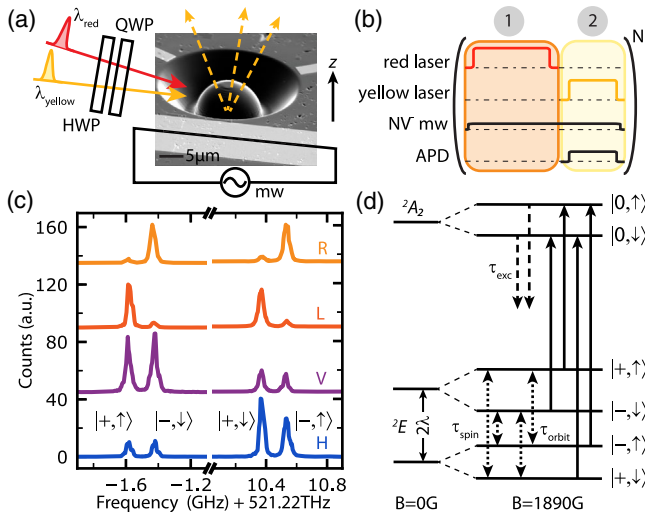 (a)
λred
QWP
λyellow
HWP
z
5μm
mw
(b)
1
2
N
red laser
yellow laser
NV⁻ mw
APD
(c)
160
120
80
40
0
Counts (a.u.)
R
L
V
H
|+,↑⟩
|−,↓⟩
|+,↓⟩
|−,↑⟩
−1.6
−1.2
10.4
10.8
Frequency (GHz) + 521.22THz
(d)
²A₂
|0,↑⟩
|0,↓⟩
τexc
|+,↑⟩
|−,↓⟩
|−,↑⟩
|+,↓⟩
²E
2λ
τspin
τorbit
B=0G
B=1890G